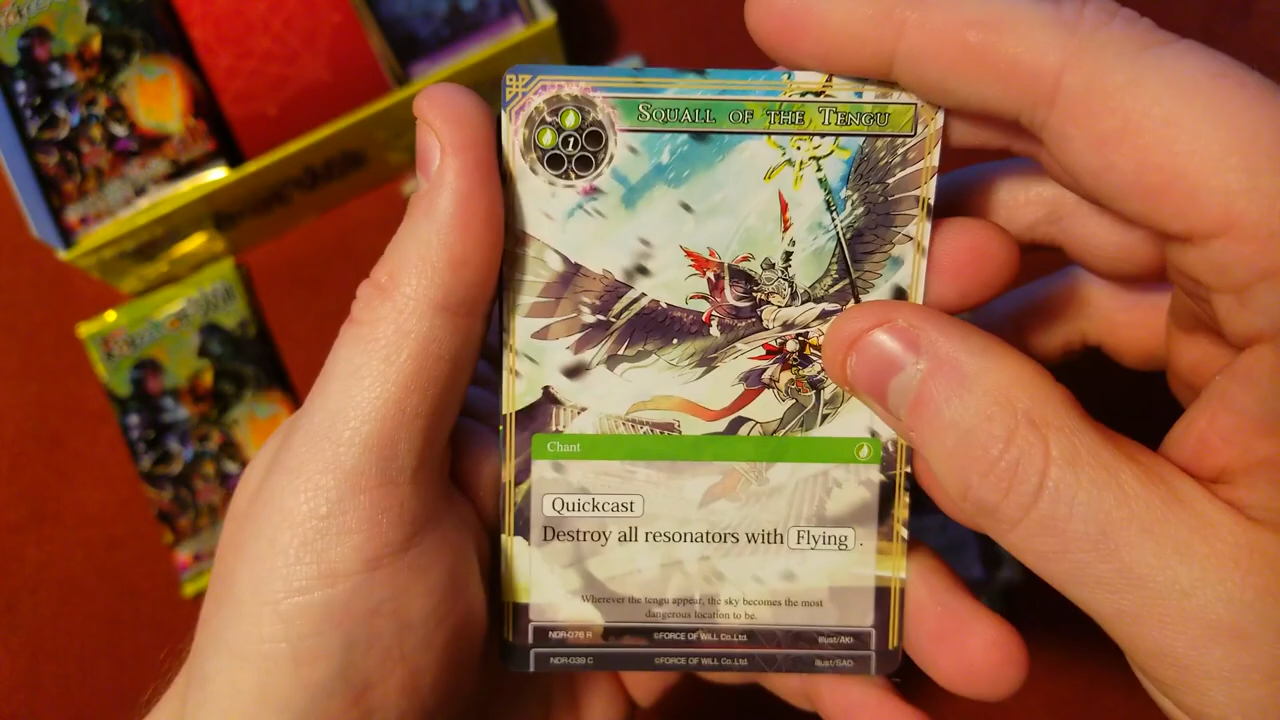 SQUALL OF THE TENGU
1
Chant
Quickcast
Destroy all resonators with Flying .
Wherever the tengu appear, the sky becomes the most
dangerous location to be.
NDR-076 R ©FORCE OF WILL Co.,Ltd. illust/AKI
NDR-039 C ©FORCE OF WILL Co.,Ltd. illust/SAO